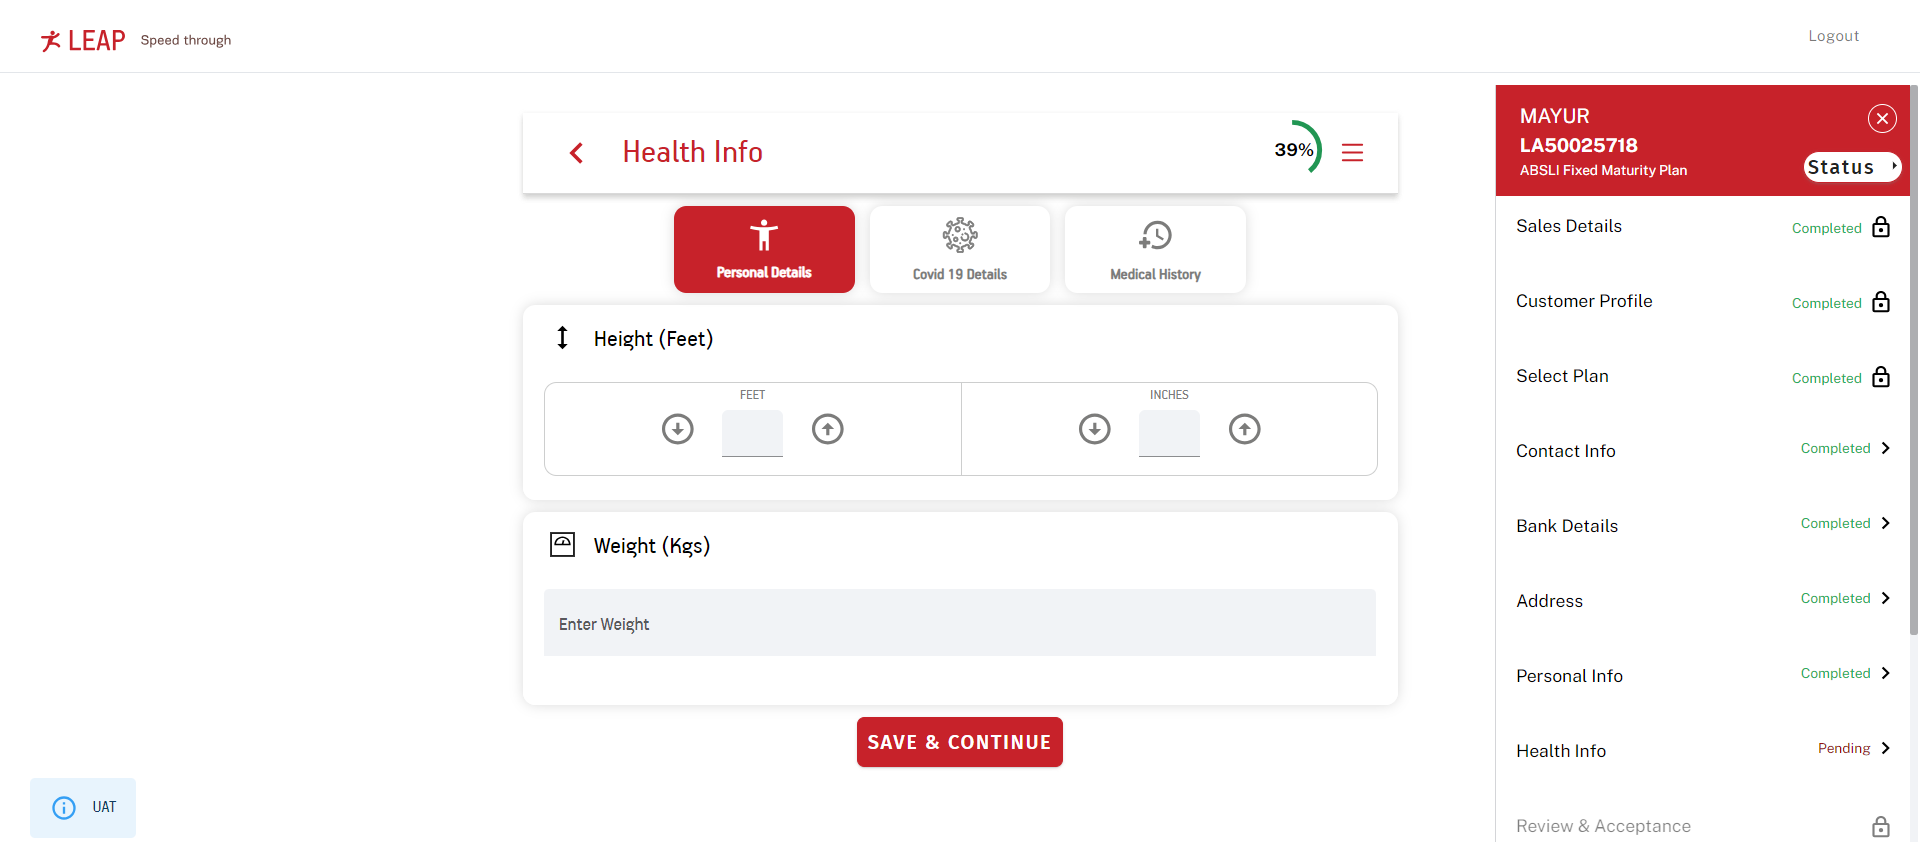 LEAP Speed through
Logout
Health Info
39%
Personal Details
Covid 19 Details
Medical History
Height (Feet)
FEET
INCHES
Weight (Kgs)
Enter Weight
SAVE & CONTINUE
UAT
MAYUR
LA50025718
ABSLI Fixed Maturity Plan
Status
Sales Details Completed
Customer Profile Completed
Select Plan Completed
Contact Info Completed
Bank Details Completed
Address Completed
Personal Info Completed
Health Info Pending
Review & Acceptance